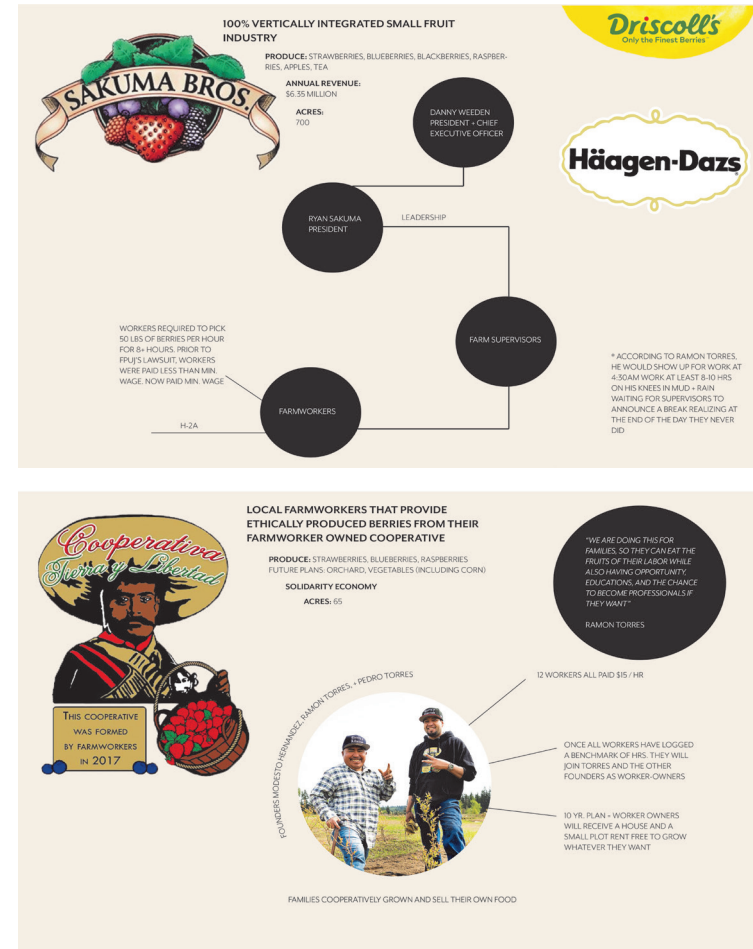 100% VERTICALLY INTEGRATED SMALL FRUIT
INDUSTRY
PRODUCE: STRAWBERRIES, BLUEBERRIES, BLACKBERRIES, RASPBER-
RIES, APPLES, TEA
ANNUAL REVENUE:
$6.35 MILLION
ACRES:
700
SAKUMA BROS.
Driscoll's
Only the Finest Berries
Häagen-Dazs
DANNY WEEDEN
PRESIDENT + CHIEF
EXECUTIVE OFFICER
RYAN SAKUMA
PRESIDENT
LEADERSHIP
FARM SUPERVISORS
WORKERS REQUIRED TO PICK
50 LBS OF BERRIES PER HOUR
FOR 8+ HOURS. PRIOR TO
FPUJ'S LAWSUIT, WORKERS
WERE PAID LESS THAN MIN.
WAGE. NOW PAID MIN. WAGE
FARMWORKERS
H-2A
* ACCORDING TO RAMON TORRES,
HE WOULD SHOW UP FOR WORK AT
4:30AM WORK AT LEAST 8-10 HRS
ON HIS KNEES IN MUD + RAIN
WAITING FOR SUPERVISORS TO
ANNOUNCE A BREAK REALIZING AT
THE END OF THE DAY THEY NEVER
DID
Cooperativa
Tierra y Libertad
THIS COOPERATIVE
WAS FORMED
BY FARMWORKERS
IN 2017
LOCAL FARMWORKERS THAT PROVIDE
ETHICALLY PRODUCED BERRIES FROM THEIR
FARMWORKER OWNED COOPERATIVE
PRODUCE: STRAWBERRIES, BLUEBERRIES, RASPBERRIES
FUTURE PLANS: ORCHARD, VEGETABLES (INCLUDING CORN)
SOLIDARITY ECONOMY
ACRES: 65
"WE ARE DOING THIS FOR
FAMILIES, SO THEY CAN EAT THE
FRUITS OF THEIR LABOR WHILE
ALSO HAVING OPPORTUNITY,
EDUCATIONS, AND THE CHANCE
TO BECOME PROFESSIONALS IF
THEY WANT"
RAMON TORRES
FOUNDERS MODESTO HERNANDEZ, RAMON TORRES, + PEDRO TORRES
12 WORKERS ALL PAID $15 / HR
ONCE ALL WORKERS HAVE LOGGED
A BENCHMARK OF HRS. THEY WILL
JOIN TORRES AND THE OTHER
FOUNDERS AS WORKER-OWNERS
10 YR. PLAN - WORKER OWNERS
WILL RECEIVE A HOUSE AND A
SMALL PLOT RENT FREE TO GROW
WHATEVER THEY WANT
FAMILIES COOPERATIVELY GROWN AND SELL THEIR OWN FOOD